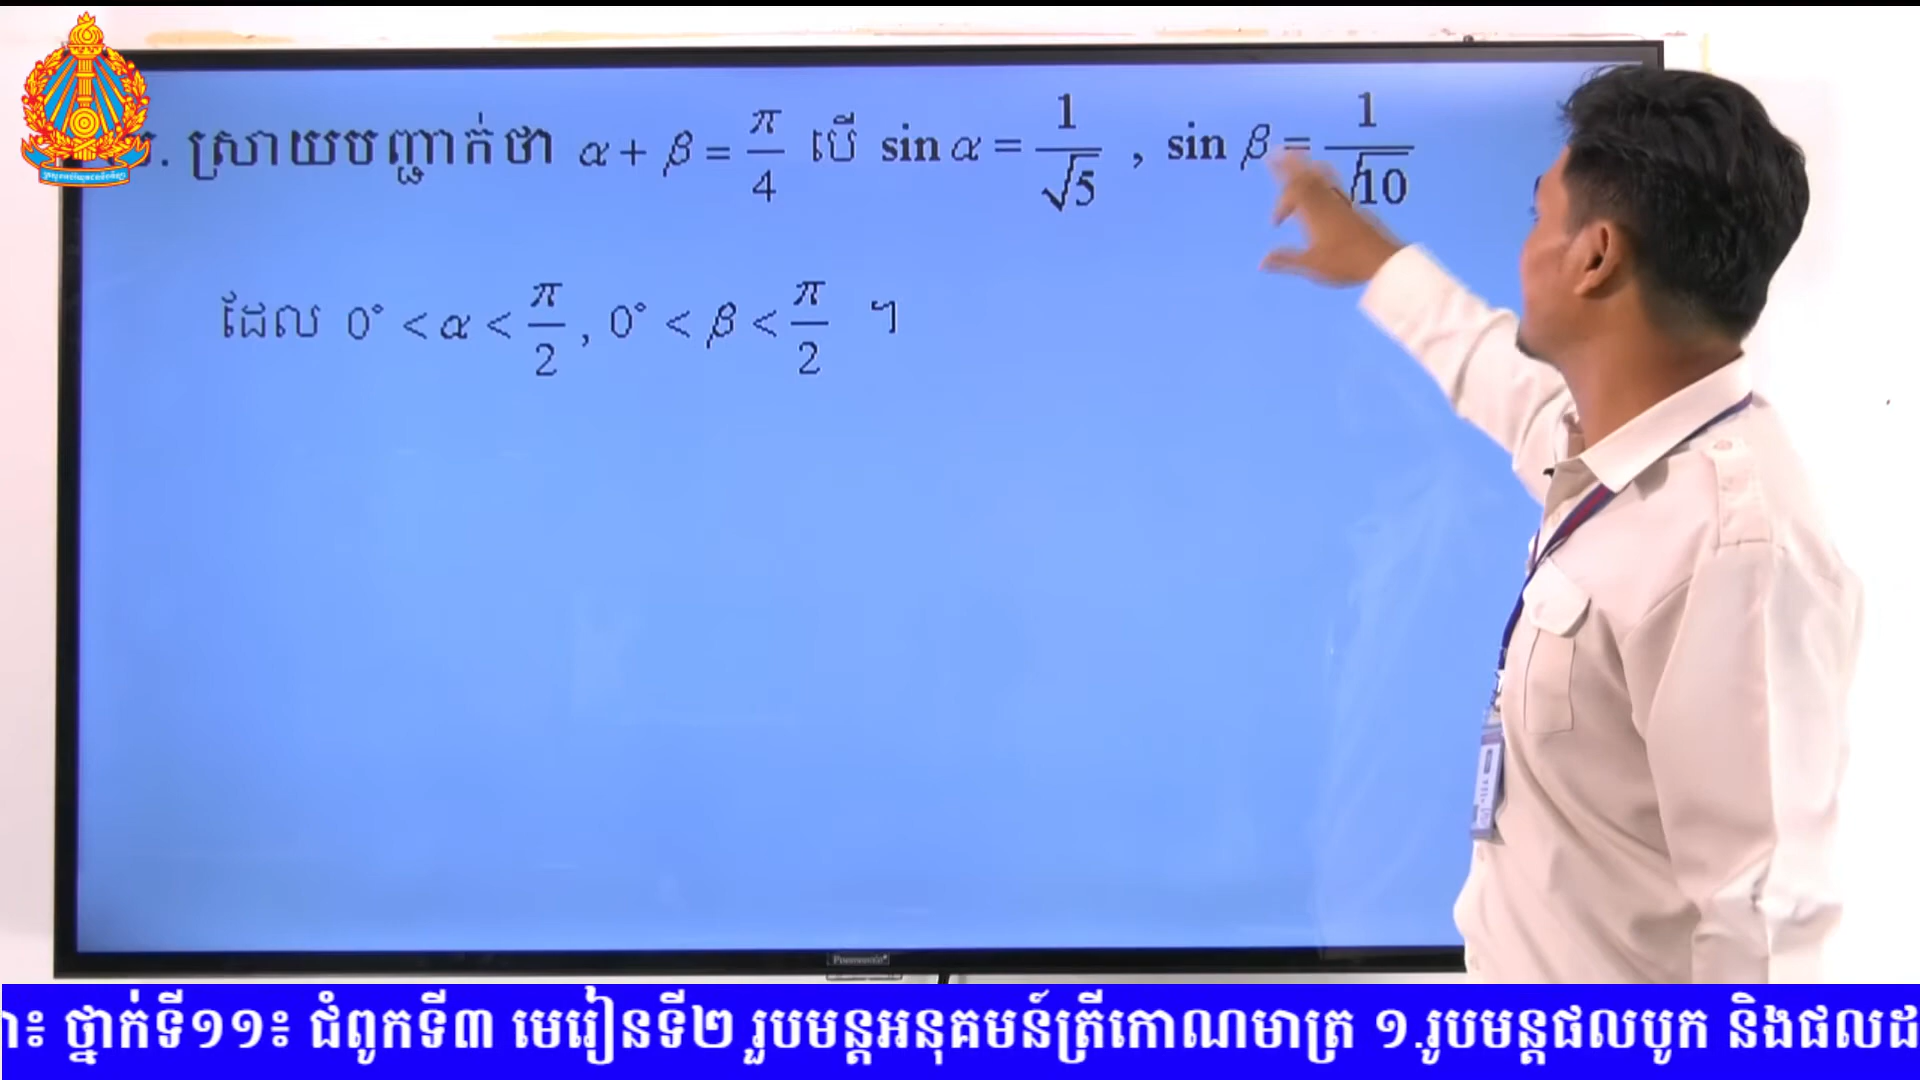 . ស្រាយបញ្ជាក់ថា α + β = π/4 បើ sin α = 1/√5 , sin β = 1/√10
ដែល 0° < α < π/2 , 0° < β < π/2 ។
Panasonic
៖ ថ្នាក់ទី១១៖ ជំពូកទី៣ មេរៀនទី២ រូបមន្តអនុគមន៍ត្រីកោណមាត្រ ១.រូបមន្តផលបូក និងផលដ